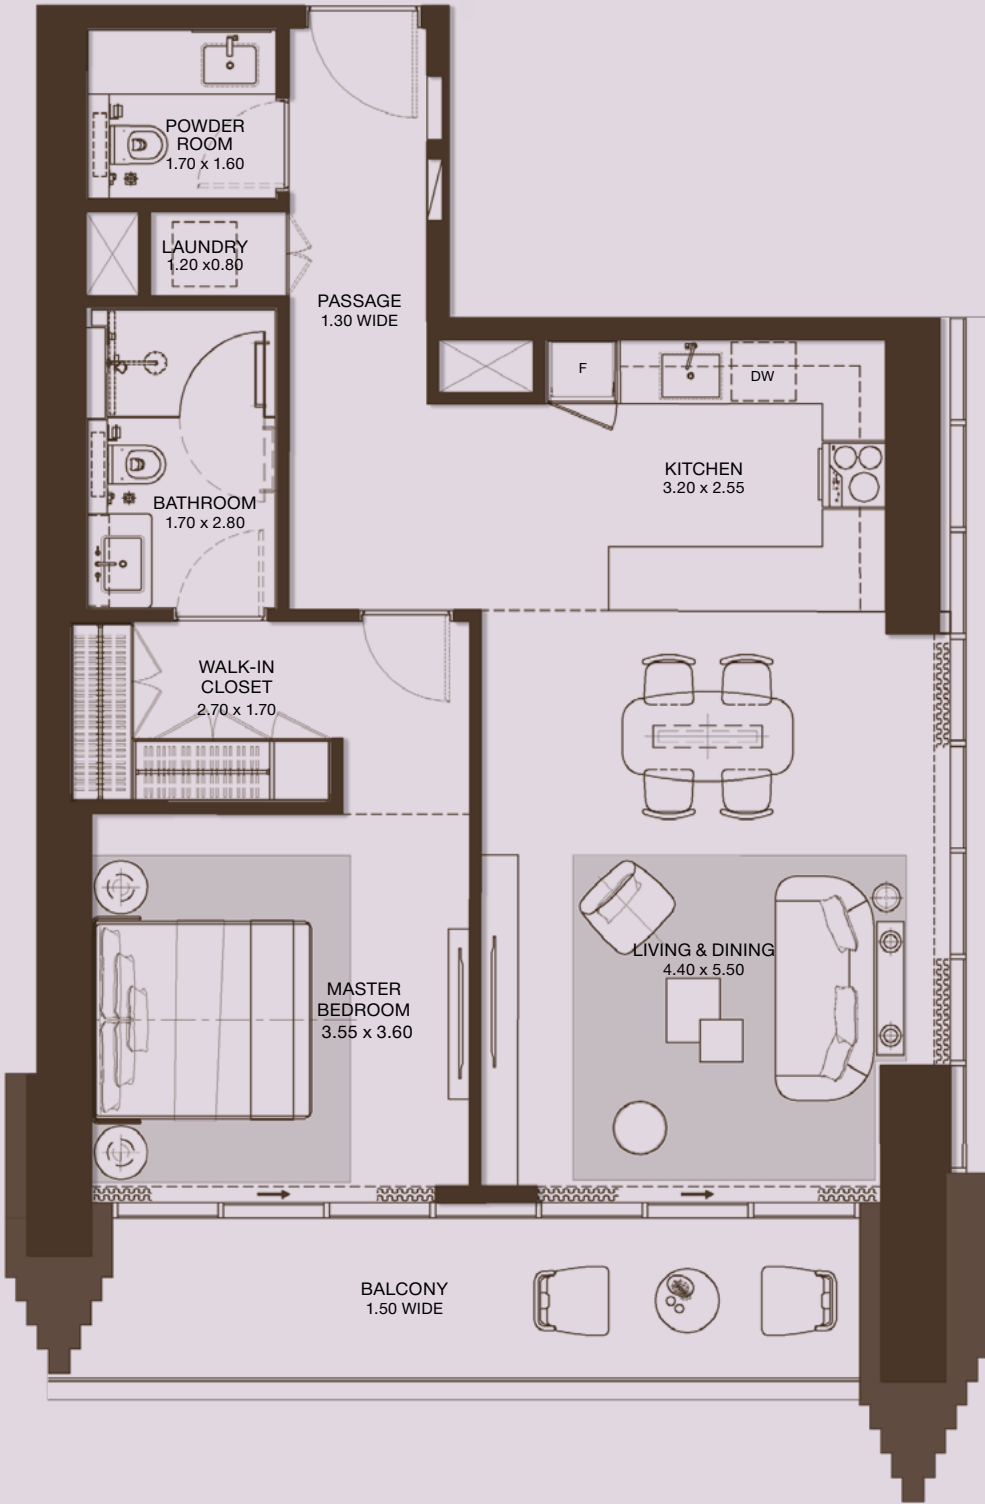 POWDER
ROOM
1.70 x 1.60
LAUNDRY
1.20 x0.80
PASSAGE
1.30 WIDE
F
DW
KITCHEN
3.20 x 2.55
BATHROOM
1.70 x 2.80
WALK-IN
CLOSET
2.70 x 1.70
LIVING & DINING
4.40 x 5.50
MASTER
BEDROOM
3.55 x 3.60
BALCONY
1.50 WIDE